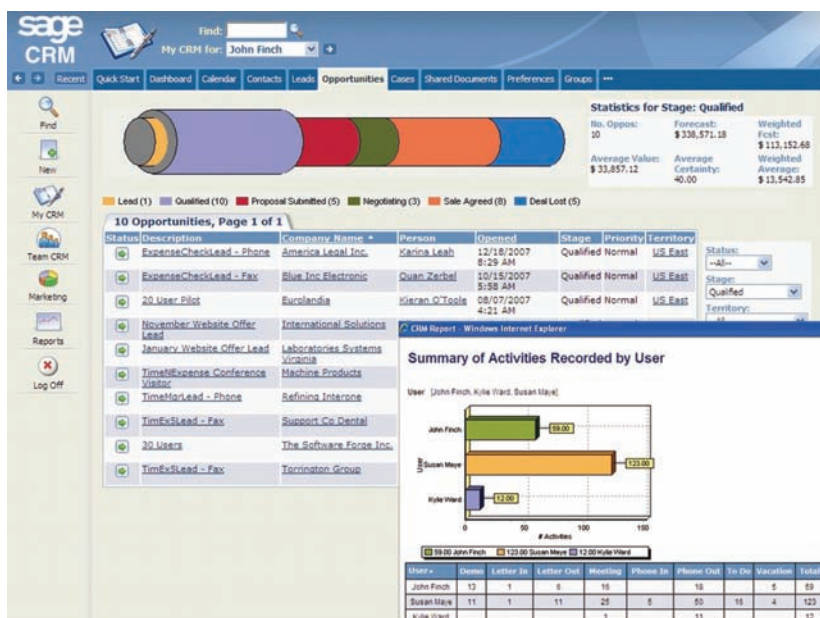 sage
CRM
Find:
My CRM for: John Finch
Recent Quick Start Dashboard Calendar Contacts Leads Opportunities Cases Shared Documents Preferences Groups •••
Find
New
My CRM
Team CRM
Marketing
Reports
Log Off
Statistics for Stage: Qualified
No. Oppos: Forecast: Weighted
10 $ 338,571.18 Fcst:
$ 113,152.68
Average Value: Average Weighted
$ 33,857.12 Certainty: Average:
40.00 $ 13,542.85
Lead (1) Qualified (10) Proposal Submitted (5) Negotiating (3) Sale Agreed (8) Deal Lost (5)
10 Opportunities, Page 1 of 1
Status Description Company Name Person Opened Stage Priority Territory
ExpenseCheckLead - Phone America Legal Inc. Karina Leah 12/18/2007 Qualified Normal US East
8:29 AM
ExpenseCheckLead - Fax Blue Inc Electronic Quan Zerbel 10/15/2007 Qualified Normal US East
5:58 AM
20 User Pilot Eurolandia Kieran O'Toole 08/07/2007 Qualified Normal US East
4:21 AM
November Website Offer International Solutions
Lead
January Website Offer Lead Laboratories Systems
Virginia
TimeNExpense Conference Machine Products
Visitor
TimeMgrLead - Phone Refining Interone
TimExSLead - Fax Support Co Dental
30 Users The Software Forge Inc.
TimExSLead - Fax Torrington Group
Status:
--All--
Stage:
Qualified
Territory:
CRM Report - Windows Internet Explorer
Summary of Activities Recorded by User
User [John Finch, Kylie Ward, Susan Maye]
John Finch 59.00
User
Susan Maye 123.00
Kylie Ward 12.00
0 50 100 150
# Activities
59.00 John Finch 123.00 Susan Maye 12.00 Kylie Ward
User Demo Letter In Letter Out Meeting Phone In Phone Out To Do Vacation Total
John Finch 13 1 6 16 18 5 59
Susan Maye 11 1 11 25 5 50 16 4 123
Kylie Ward 1 11 12